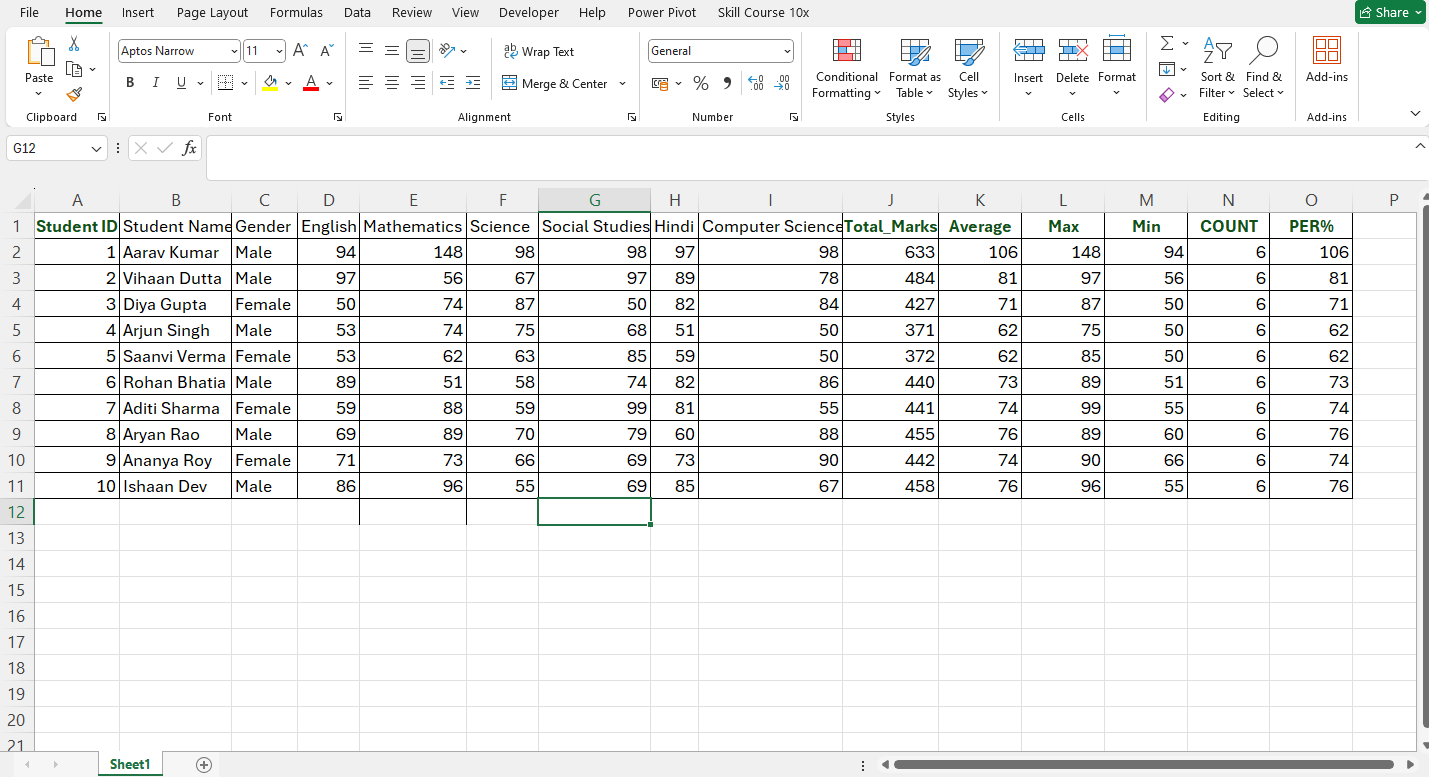 File Home Insert Page Layout Formulas Data Review View Developer Help Power Pivot Skill Course 10x Share
Paste Aptos Narrow 11 Wrap Text General Conditional Formatting Format as Table Cell Styles Insert Delete Format Sort & Filter Find & Select Add-ins
B I U A Merge & Center % .00
Clipboard Font Alignment Number Styles Cells Editing Add-ins
G12 fx
A B C D E F G H I J K L M N O P
1 Student ID Student Name Gender English Mathematics Science Social Studies Hindi Computer Science Total_Marks Average Max Min COUNT PER%
2 1 Aarav Kumar Male 94 148 98 98 97 98 633 106 148 94 6 106
3 2 Vihaan Dutta Male 97 56 67 97 89 78 484 81 97 56 6 81
4 3 Diya Gupta Female 50 74 87 50 82 84 427 71 87 50 6 71
5 4 Arjun Singh Male 53 74 75 68 51 50 371 62 75 50 6 62
6 5 Saanvi Verma Female 53 62 63 85 59 50 372 62 85 50 6 62
7 6 Rohan Bhatia Male 89 51 58 74 82 86 440 73 89 51 6 73
8 7 Aditi Sharma Female 59 88 59 99 81 55 441 74 99 55 6 74
9 8 Aryan Rao Male 69 89 70 79 60 88 455 76 89 60 6 76
10 9 Ananya Roy Female 71 73 66 69 73 90 442 74 90 66 6 74
11 10 Ishaan Dev Male 86 96 55 69 85 67 458 76 96 55 6 76
12
13
14
15
16
17
18
19
20
21
Sheet1